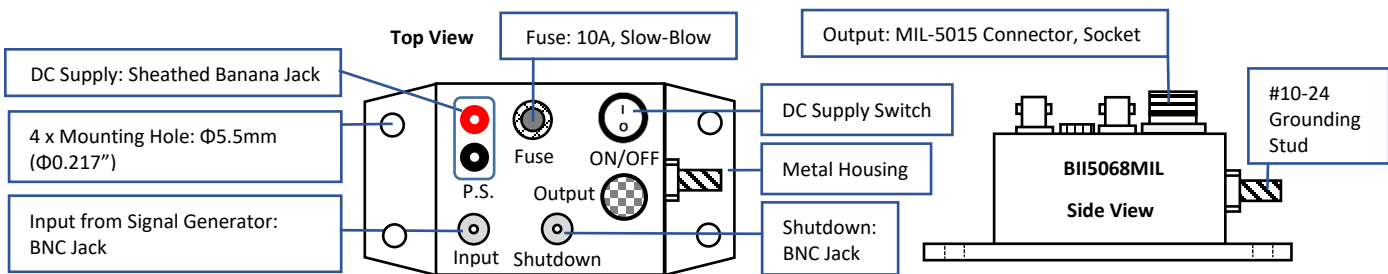 Top View
Fuse: 10A, Slow-Blow
Output: MIL-5015 Connector, Socket
DC Supply: Sheathed Banana Jack
4 x Mounting Hole: Φ5.5mm
(Φ0.217”)
Input from Signal Generator:
BNC Jack
P.S.
Fuse
I
O
ON/OFF
Output
Input
Shutdown
DC Supply Switch
Metal Housing
Shutdown:
BNC Jack
#10-24
Grounding
Stud
BII5068MIL
Side View